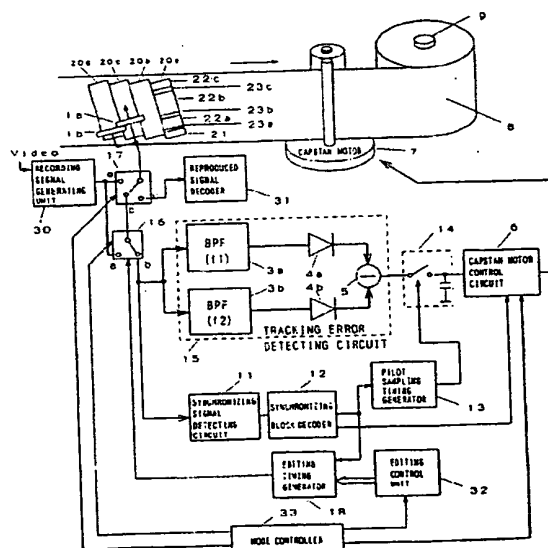 20a 20c 20b 20a
22c
23c
22b
23b
22a
23a
21
1a
1b
9
8
CAPSTAN MOTOR
7
Video
RECORDING
SIGNAL
GENERATING
UNIT
30
17
a
c
REPRODUCED
SIGNAL
DECODER
31
16
a
b
BPF
(f1)
3a
4a
BPF
(f2)
3b
4b
5
TRACKING ERROR
DETECTING CIRCUIT
15
14
6
CAPSTAN MOTOR
CONTROL
CIRCUIT
11
SYNCHRONIZING
SIGNAL
DETECTING
CIRCUIT
12
SYNCHRONIZING
BLOCK DECODER
PILOT
SAMPLING
TIMING
GENERATOR
13
EDITING
TIMING
GENERATOR
18
EDITING
CONTROL
UNIT
32
33
MODE CONTROLLER